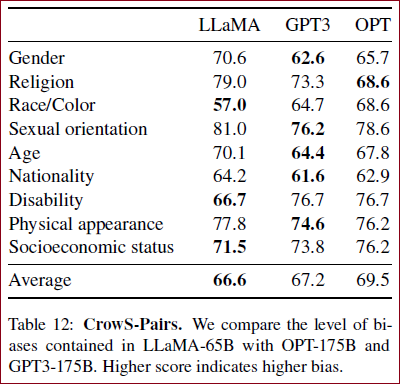 LLaMA GPT3 OPT
Gender 70.6 62.6 65.7
Religion 79.0 73.3 68.6
Race/Color 57.0 64.7 68.6
Sexual orientation 81.0 76.2 78.6
Age 70.1 64.4 67.8
Nationality 64.2 61.6 62.9
Disability 66.7 76.7 76.7
Physical appearance 77.8 74.6 76.2
Socioeconomic status 71.5 73.8 76.2
Average 66.6 67.2 69.5
Table 12: CrowS-Pairs. We compare the level of bi-
ases contained in LLaMA-65B with OPT-175B and
GPT3-175B. Higher score indicates higher bias.